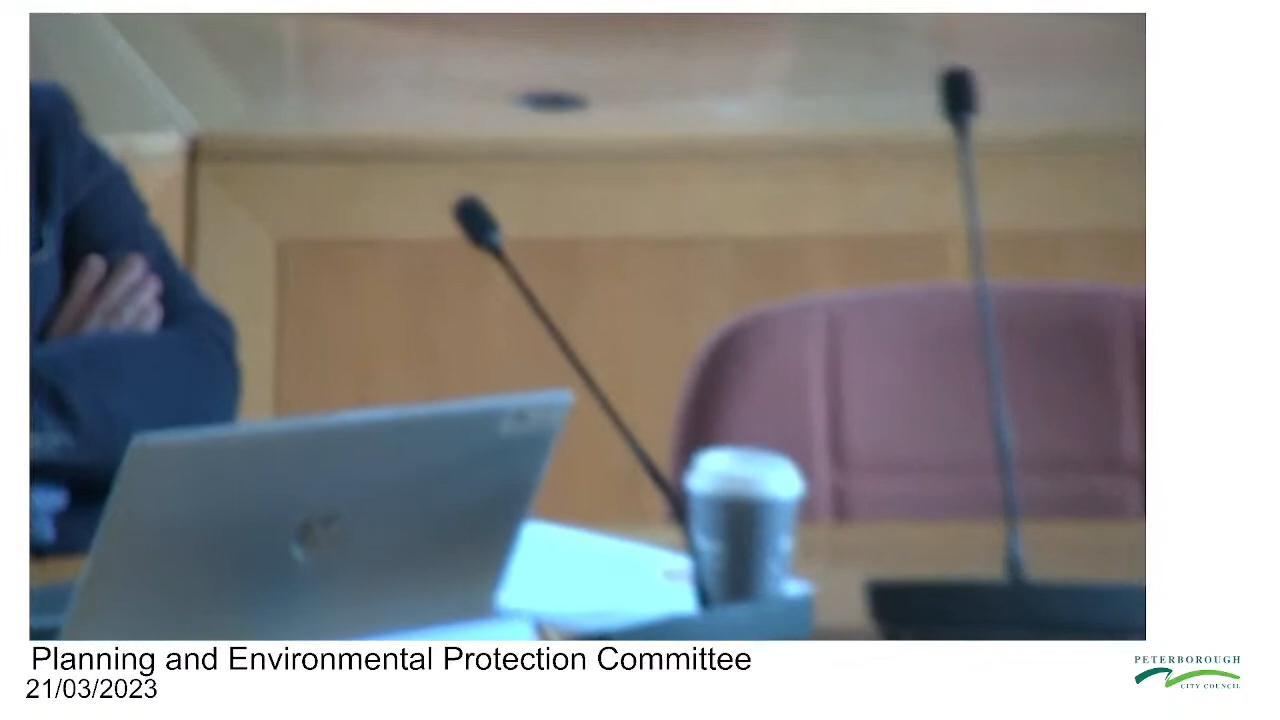 Planning and Environmental Protection Committee
21/03/2023
PETERBOROUGH
CITY COUNCIL